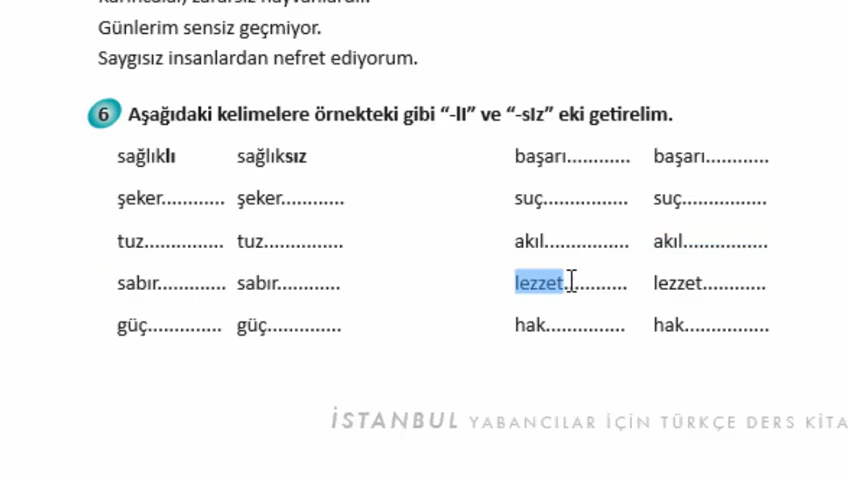 Günlerim sensiz geçmiyor.
Saygısız insanlardan nefret ediyorum.
6 Aşağıdaki kelimelere örnekteki gibi “-lI” ve “-sIz” eki getirelim.
sağlıklı sağlıksız başarı............ başarı............
şeker............ şeker............ suç................ suç................
tuz............... tuz............... akıl................ akıl................
sabır............ sabır............ lezzet............ lezzet............
güç.............. güç.............. hak............... hak................
İSTANBUL YABANCILAR İÇİN TÜRKÇE DERS KİTA